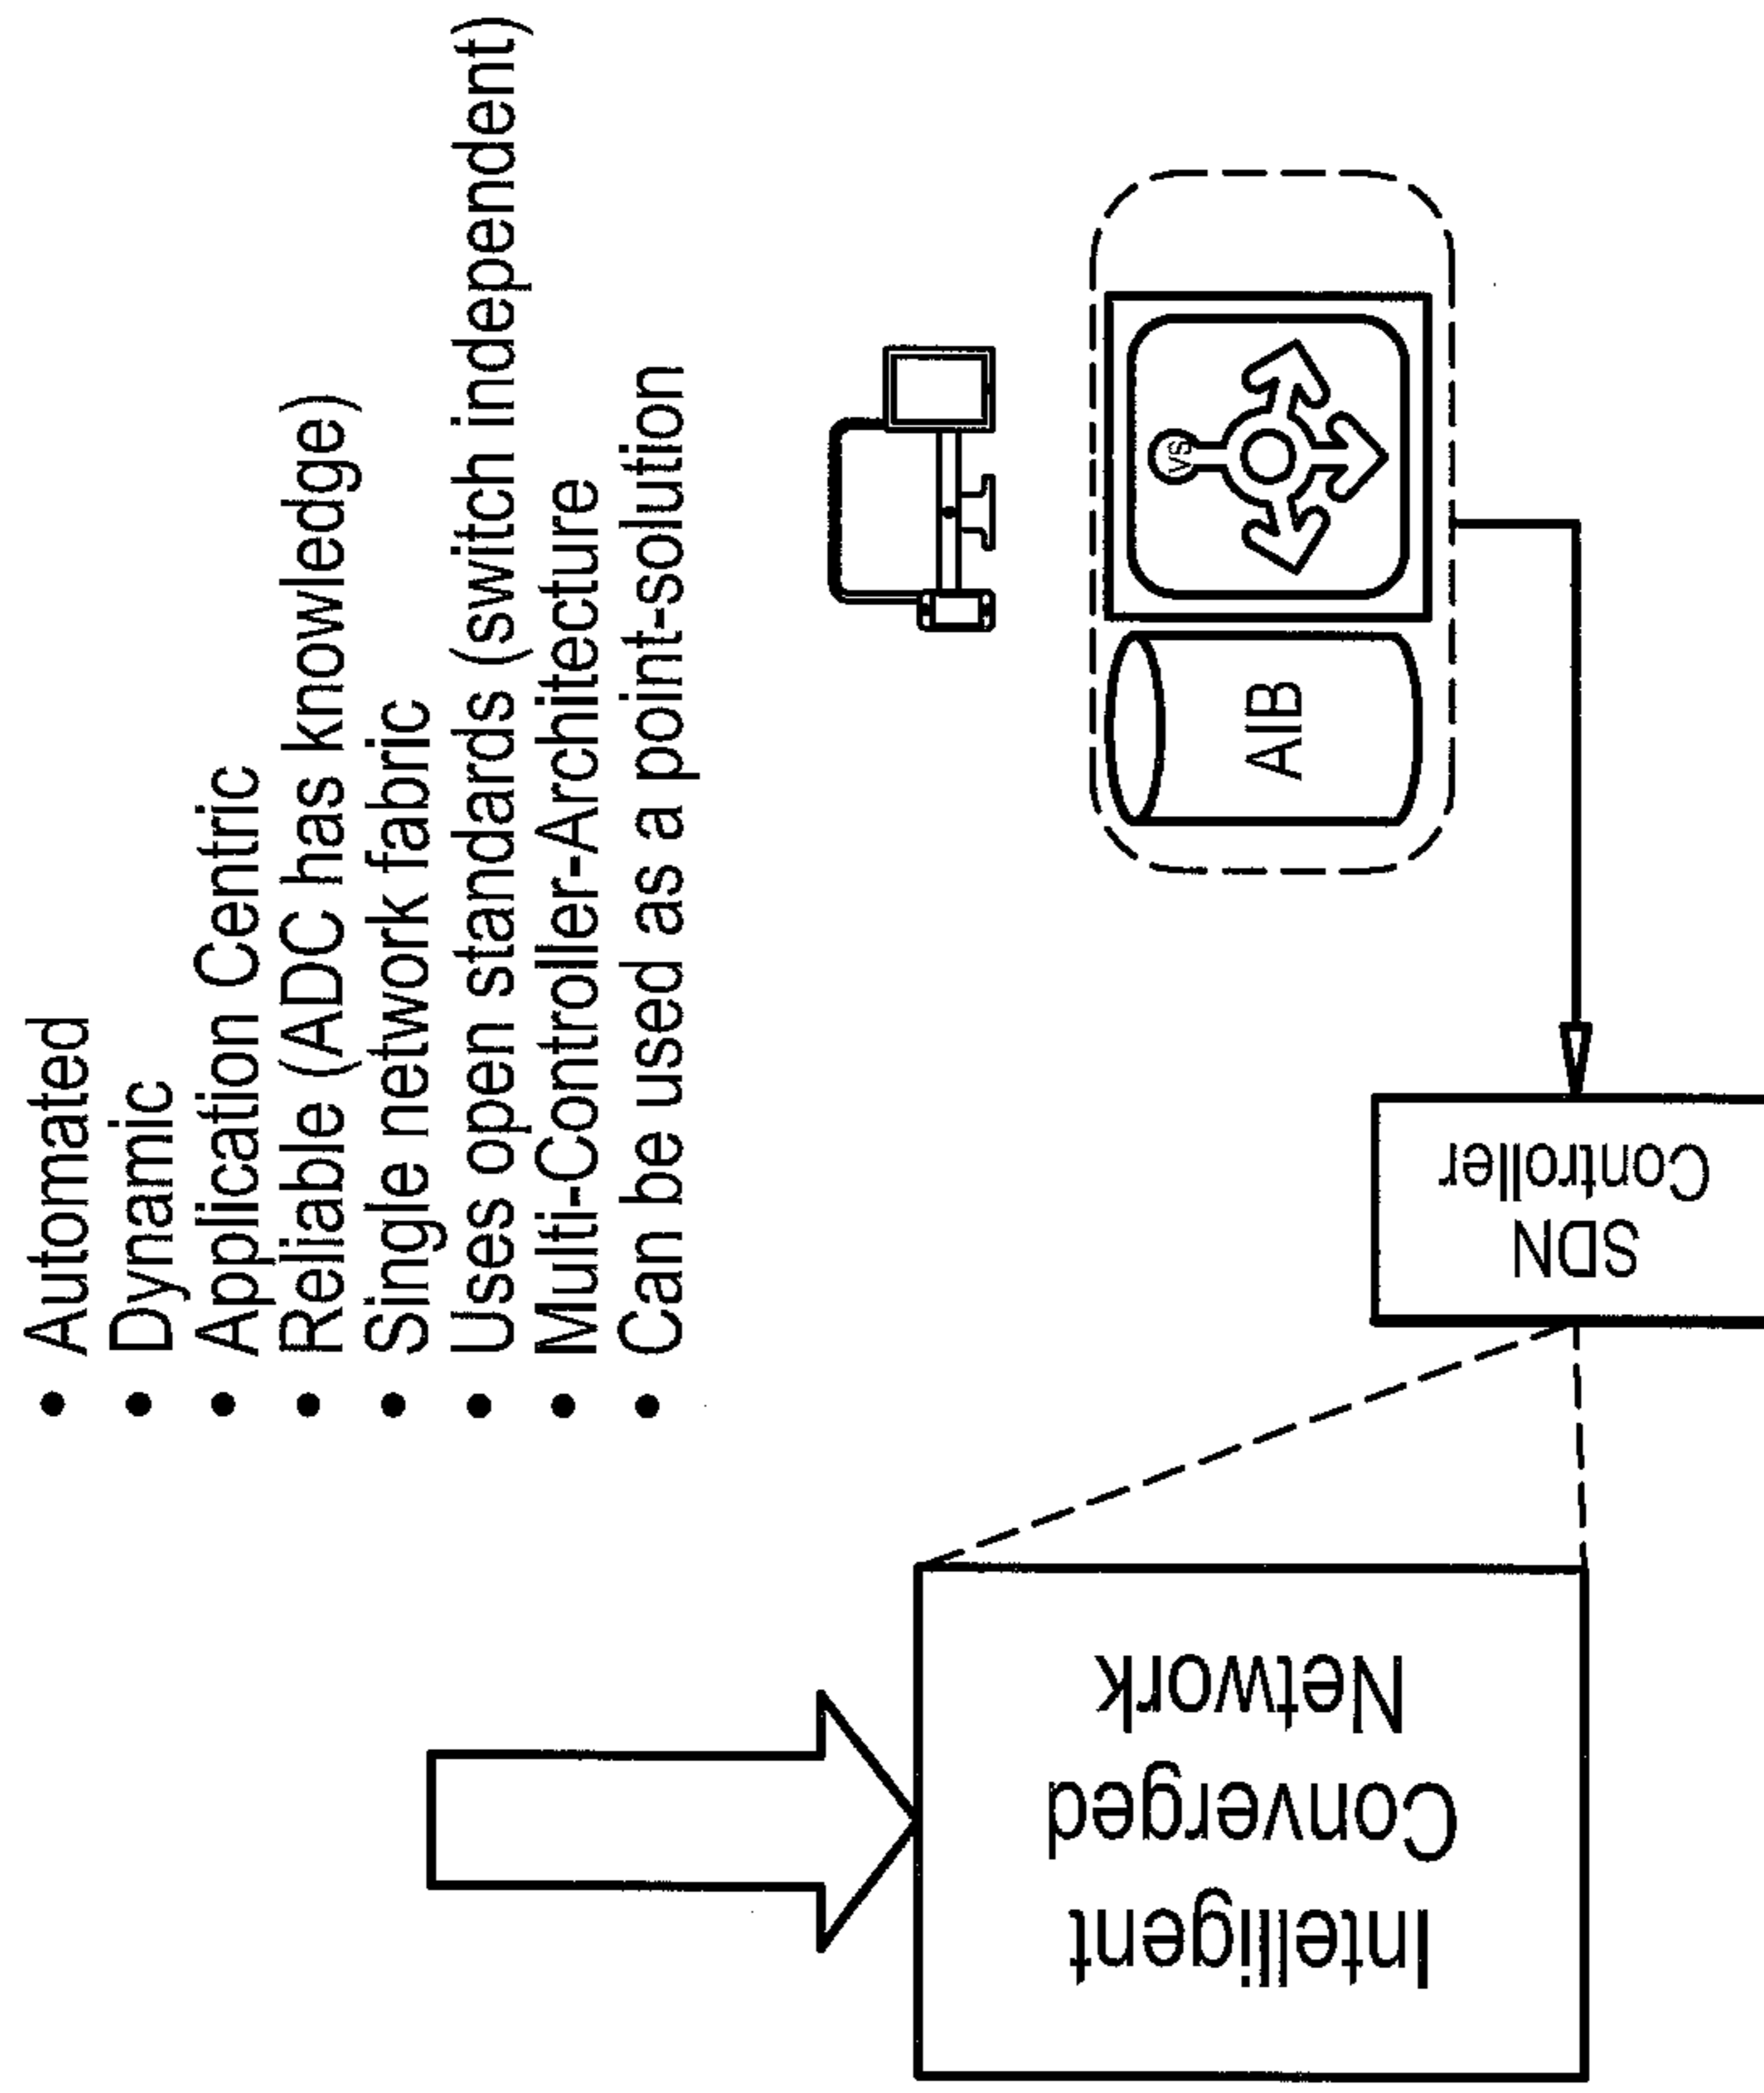 • Automated
• Dynamic
• Application Centric
• Reliable (ADC has knowledge)
• Single network fabric
• Uses open standards (switch independent)
• Multi-Controller-Architecture
• Can be used as a point-solution
VS
AIB
SDN
Controller
Intelligent
Converged
Network